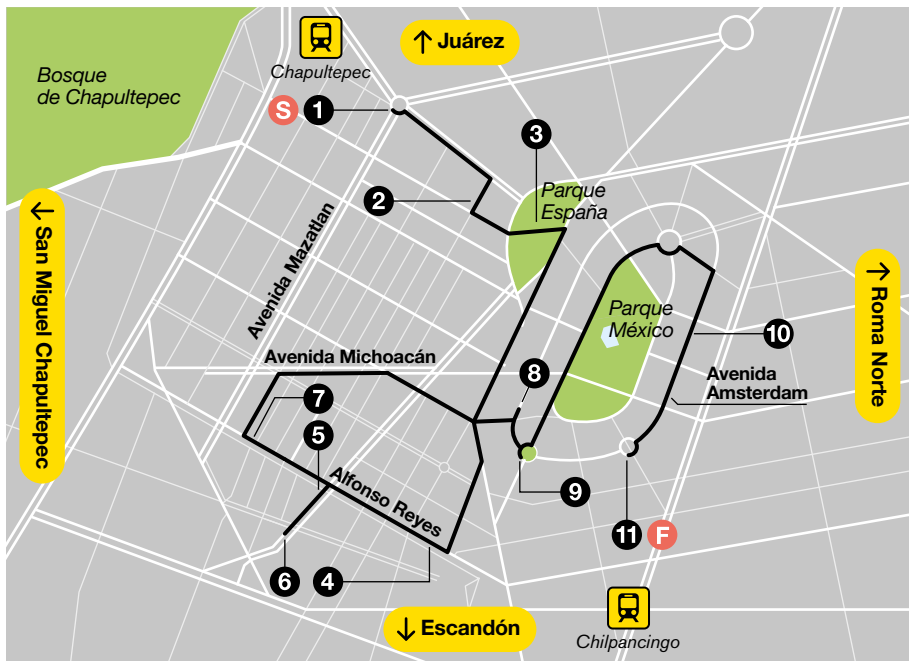 ↑ Juárez
Chapultepec
Bosque
de Chapultepec
S 1
3
2
Parque
España
↓ San Miguel Chapultepec
Avenida Mazatlan
↑ Roma Norte
Parque
México
10
Avenida Michoacán
8
Avenida
Amsterdam
7
5
Alfonso Reyes
9
11 F
6 4
↓ Escandón
Chilpancingo